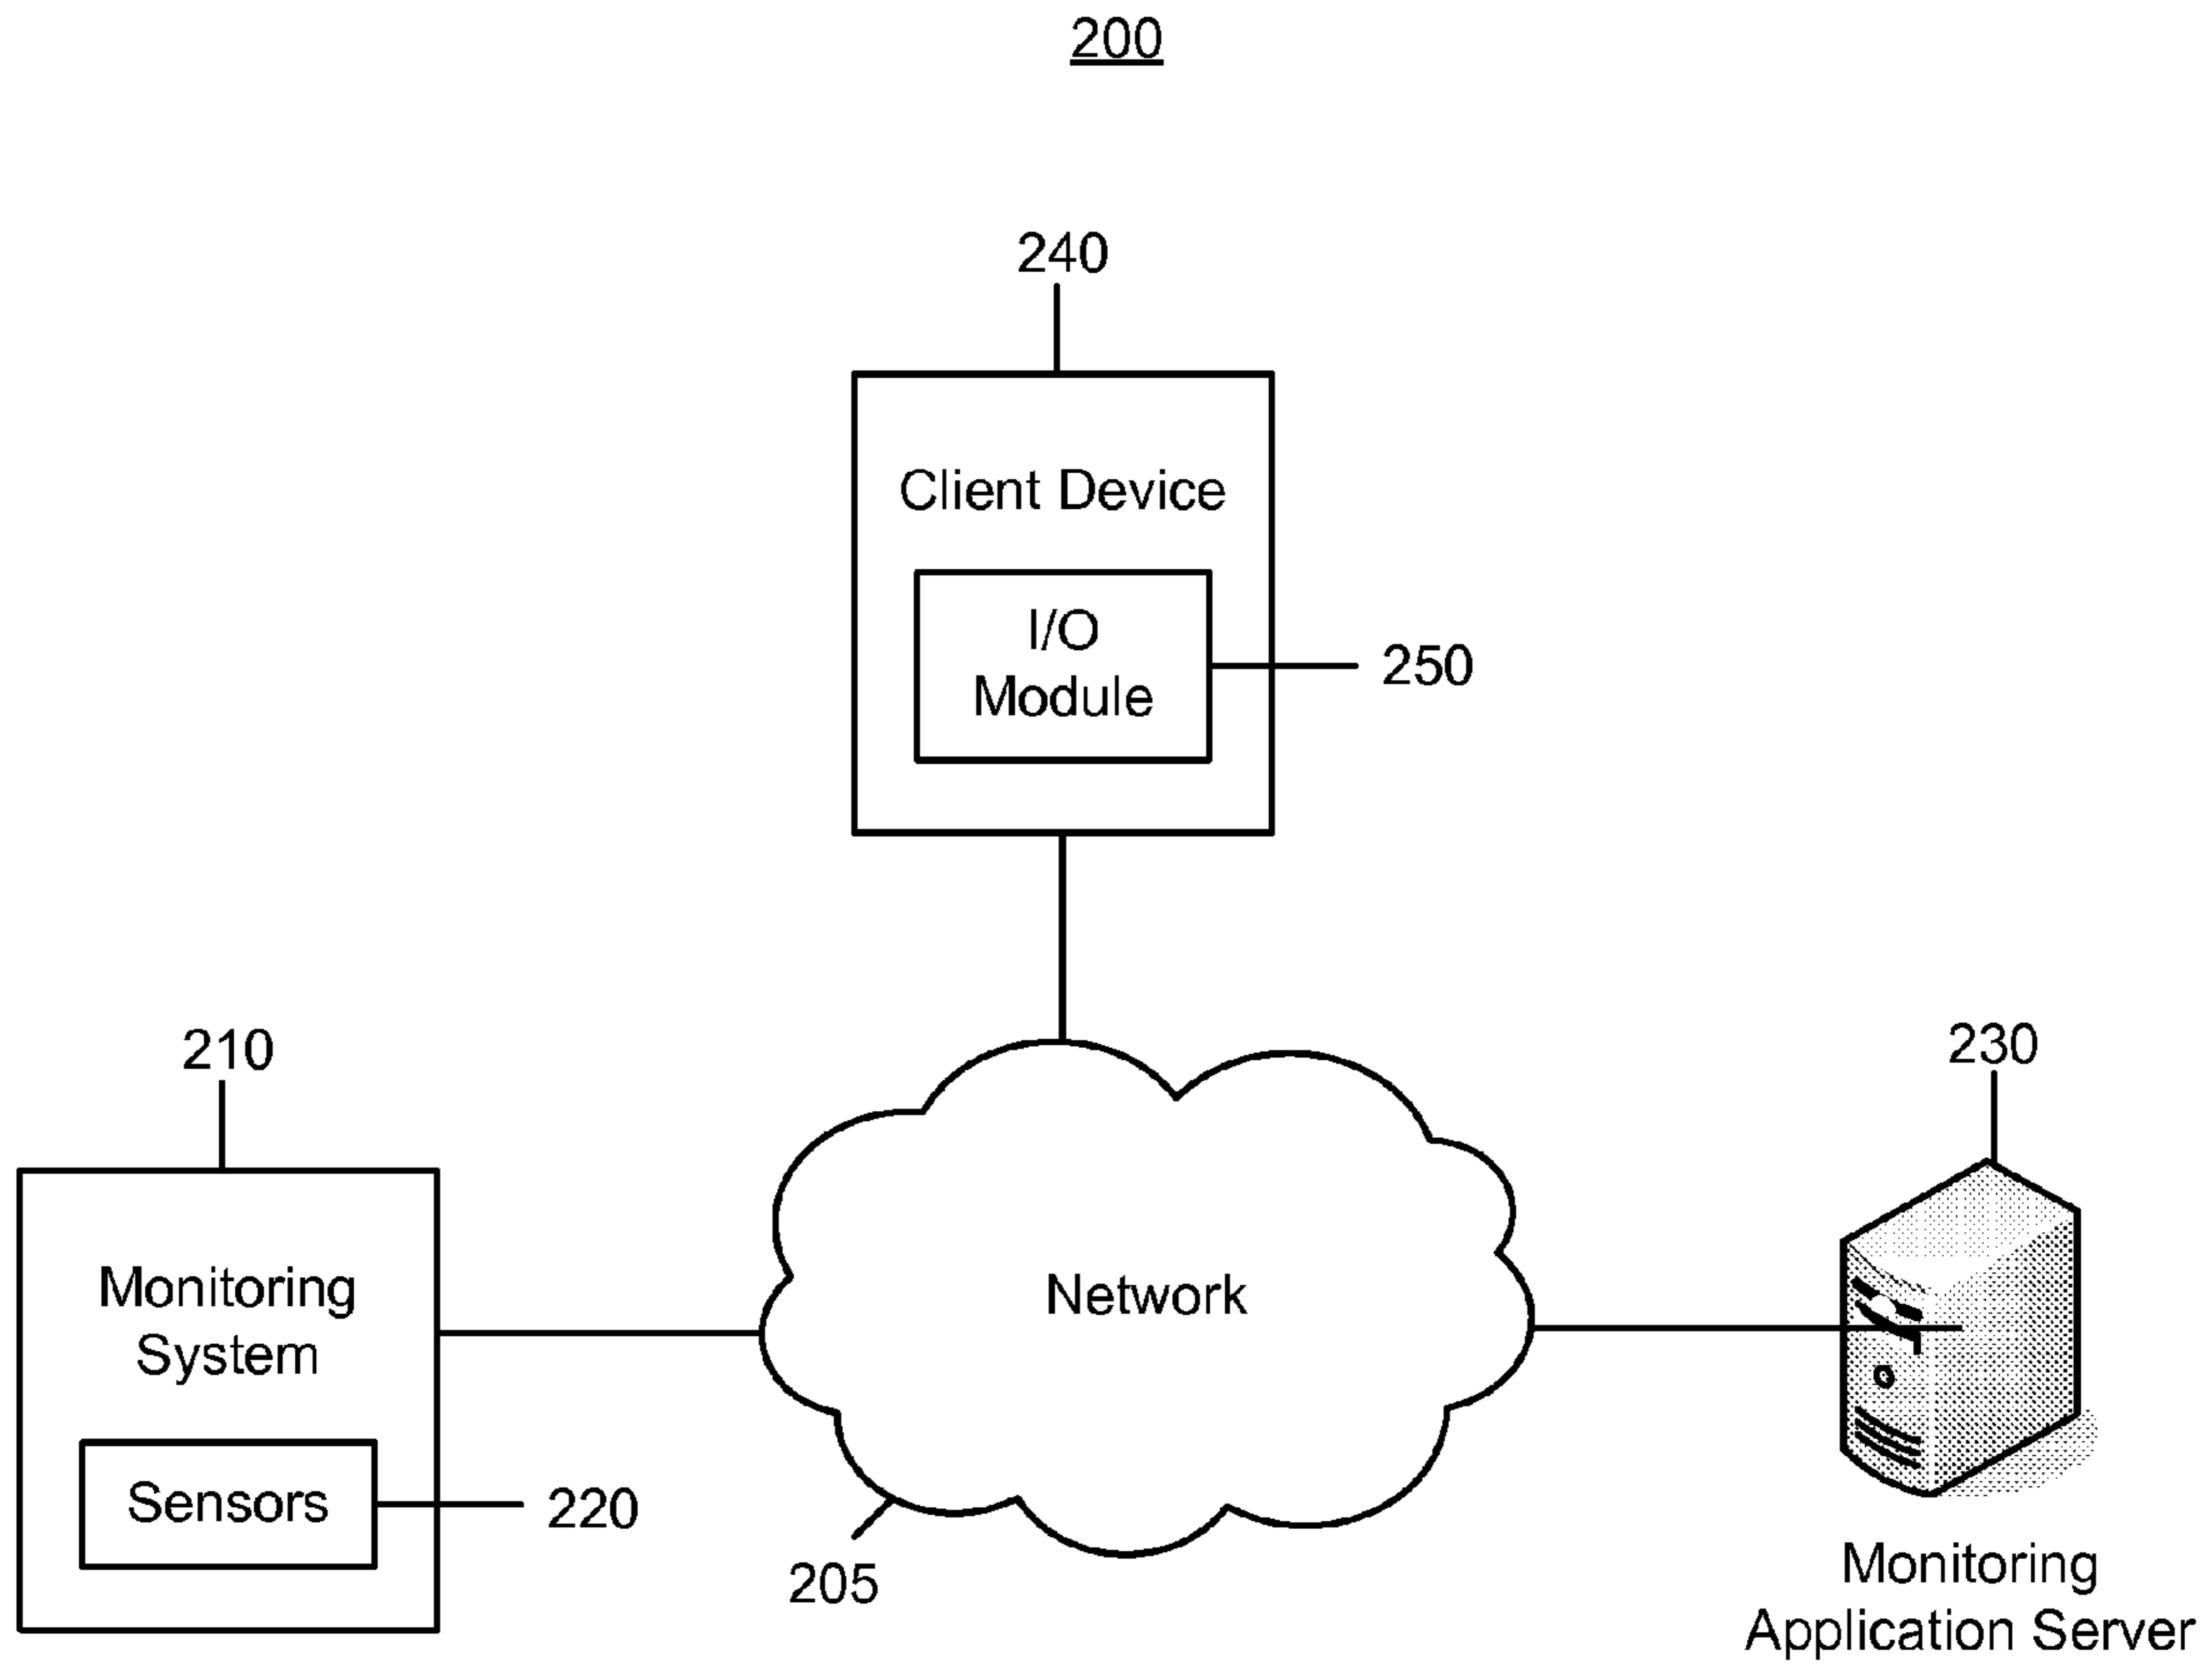 200
240
Client Device
I/O
Module
250
210
230
Monitoring
System
Network
Sensors
220
205
Monitoring
Application Server